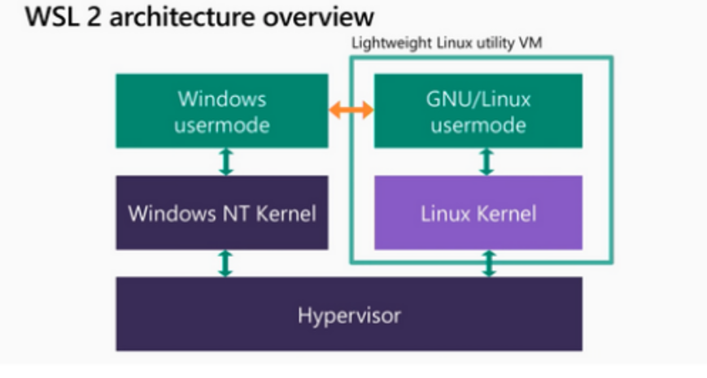 WSL 2 architecture overview
Lightweight Linux utility VM
Windows
usermode
GNU/Linux
usermode
Windows NT Kernel
Linux Kernel
Hypervisor